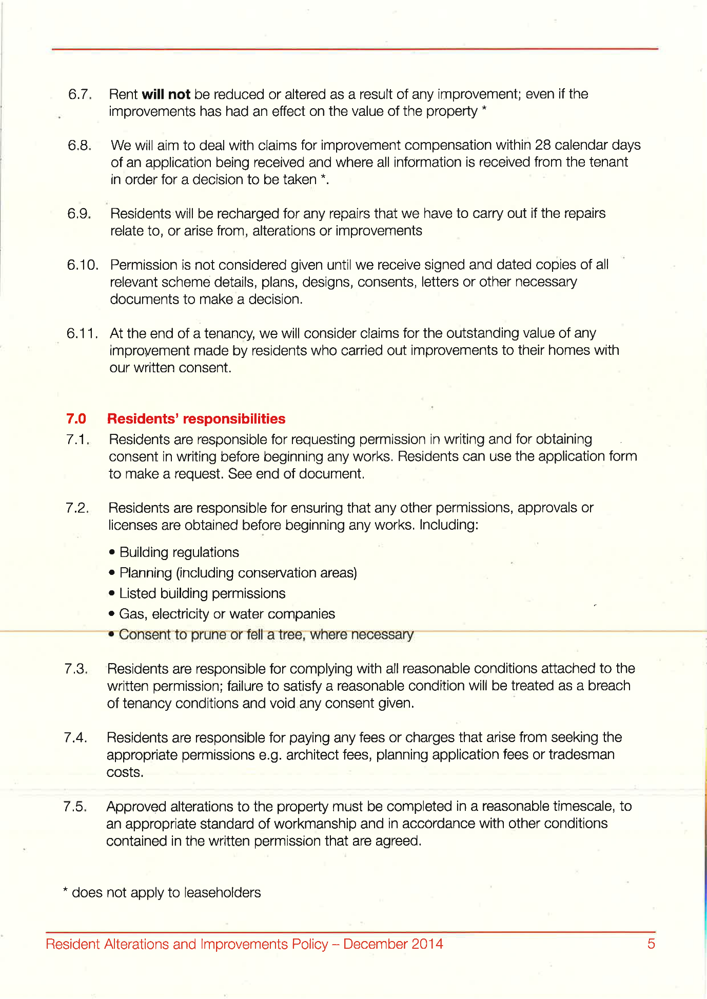 6.7. Rent will not be reduced or altered as a result of any improvement; even if the
improvements has had an effect on the value of the property *
6.8. We will aim to deal with claims for improvement compensation within 28 calendar days
of an application being received and where all information is received from the tenant
in order for a decision to be taken *.
6.9. Residents will be recharged for any repairs that we have to carry out if the repairs
relate to, or arise from, alterations or improvements
6.10. Permission is not considered given until we receive signed and dated copies of all
relevant scheme details, plans, designs, consents, letters or other necessary
documents to make a decision.
6.11. At the end of a tenancy, we will consider claims for the outstanding value of any
improvement made by residents who carried out improvements to their homes with
our written consent.
7.0 Residents' responsibilities
7.1. Residents are responsible for requesting permission in writing and for obtaining
consent in writing before beginning any works. Residents can use the application form
to make a request. See end of document.
7.2. Residents are responsible for ensuring that any other permissions, approvals or
licenses are obtained before beginning any works. Including:
• Building regulations
• Planning (including conservation areas)
• Listed building permissions
• Gas, electricity or water companies
• Consent to prune or fell a tree, where necessary
7.3. Residents are responsible for complying with all reasonable conditions attached to the
written permission; failure to satisfy a reasonable condition will be treated as a breach
of tenancy conditions and void any consent given.
7.4. Residents are responsible for paying any fees or charges that arise from seeking the
appropriate permissions e.g. architect fees, planning application fees or tradesman
costs.
7.5. Approved alterations to the property must be completed in a reasonable timescale, to
an appropriate standard of workmanship and in accordance with other conditions
contained in the written permission that are agreed.
* does not apply to leaseholders
Resident Alterations and Improvements Policy – December 2014 5